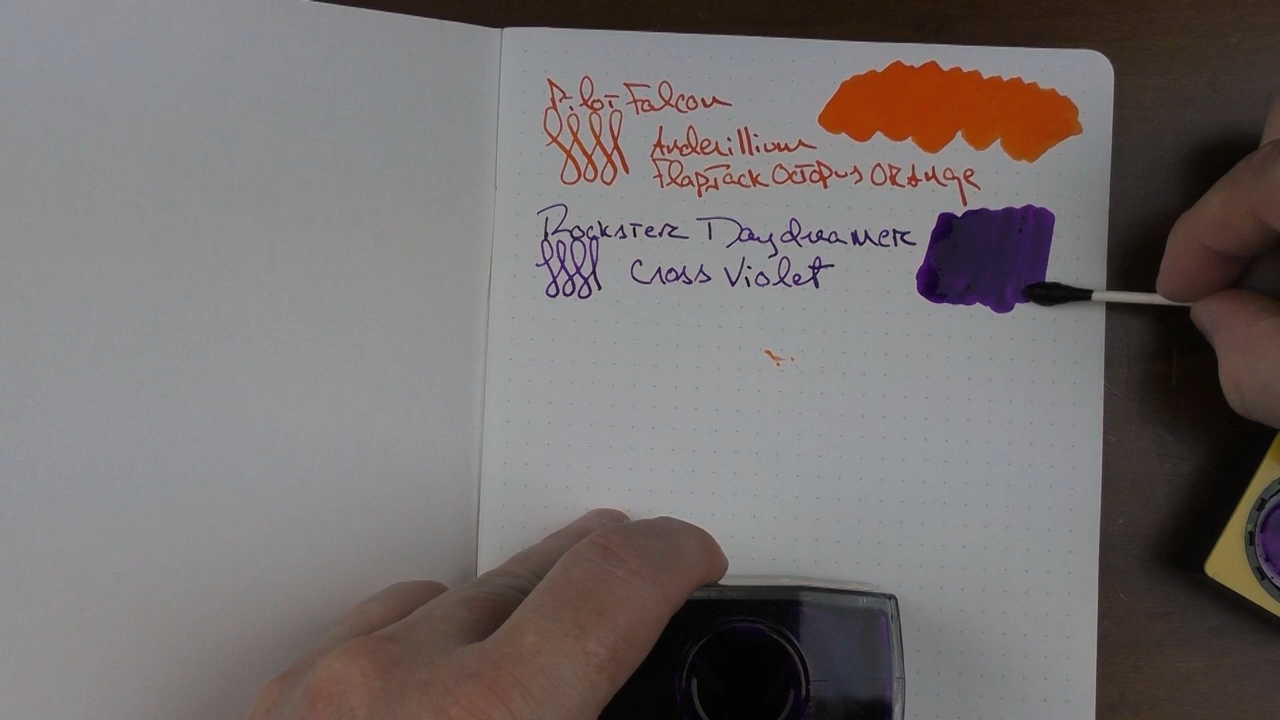 Pilot Falcon
Anderillium
Flapjack Octopus Orange
Rockster Daydreamer
Cross Violet